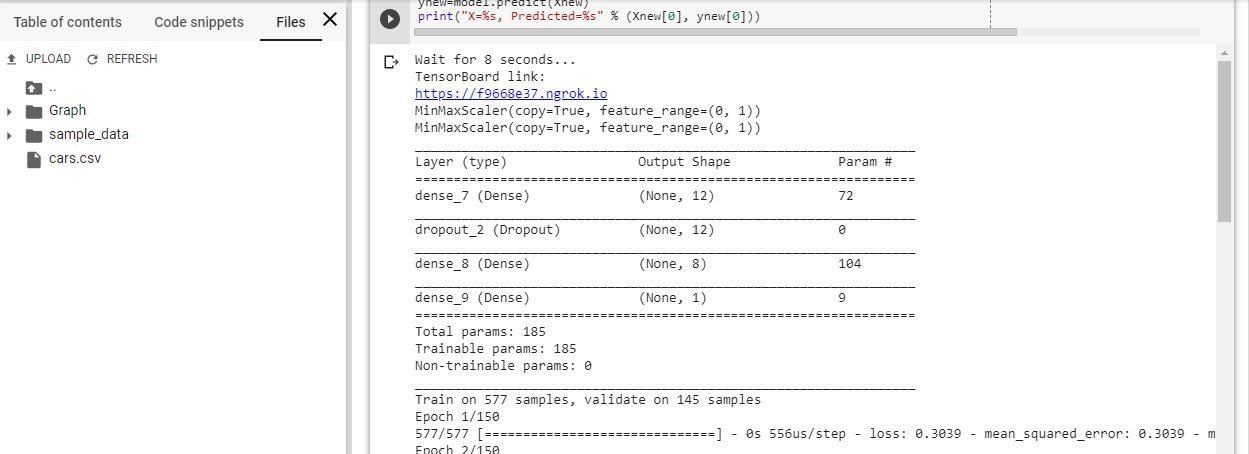 Table of contents Code snippets Files
UPLOAD REFRESH
..
Graph
sample_data
cars.csv
ynew=model.predict(Xnew)
print("X=%s, Predicted=%s" % (Xnew[0], ynew[0]))
Wait for 8 seconds...
TensorBoard link:
https://f9668e37.ngrok.io
MinMaxScaler(copy=True, feature_range=(0, 1))
MinMaxScaler(copy=True, feature_range=(0, 1))
_________________________________________________________________
Layer (type) Output Shape Param #
=================================================================
dense_7 (Dense) (None, 12) 72
_________________________________________________________________
dropout_2 (Dropout) (None, 12) 0
_________________________________________________________________
dense_8 (Dense) (None, 8) 104
_________________________________________________________________
dense_9 (Dense) (None, 1) 9
=================================================================
Total params: 185
Trainable params: 185
Non-trainable params: 0
_________________________________________________________________
Train on 577 samples, validate on 145 samples
Epoch 1/150
577/577 [==============================] - 0s 556us/step - loss: 0.3039 - mean_squared_error: 0.3039 - m
Epoch 2/150